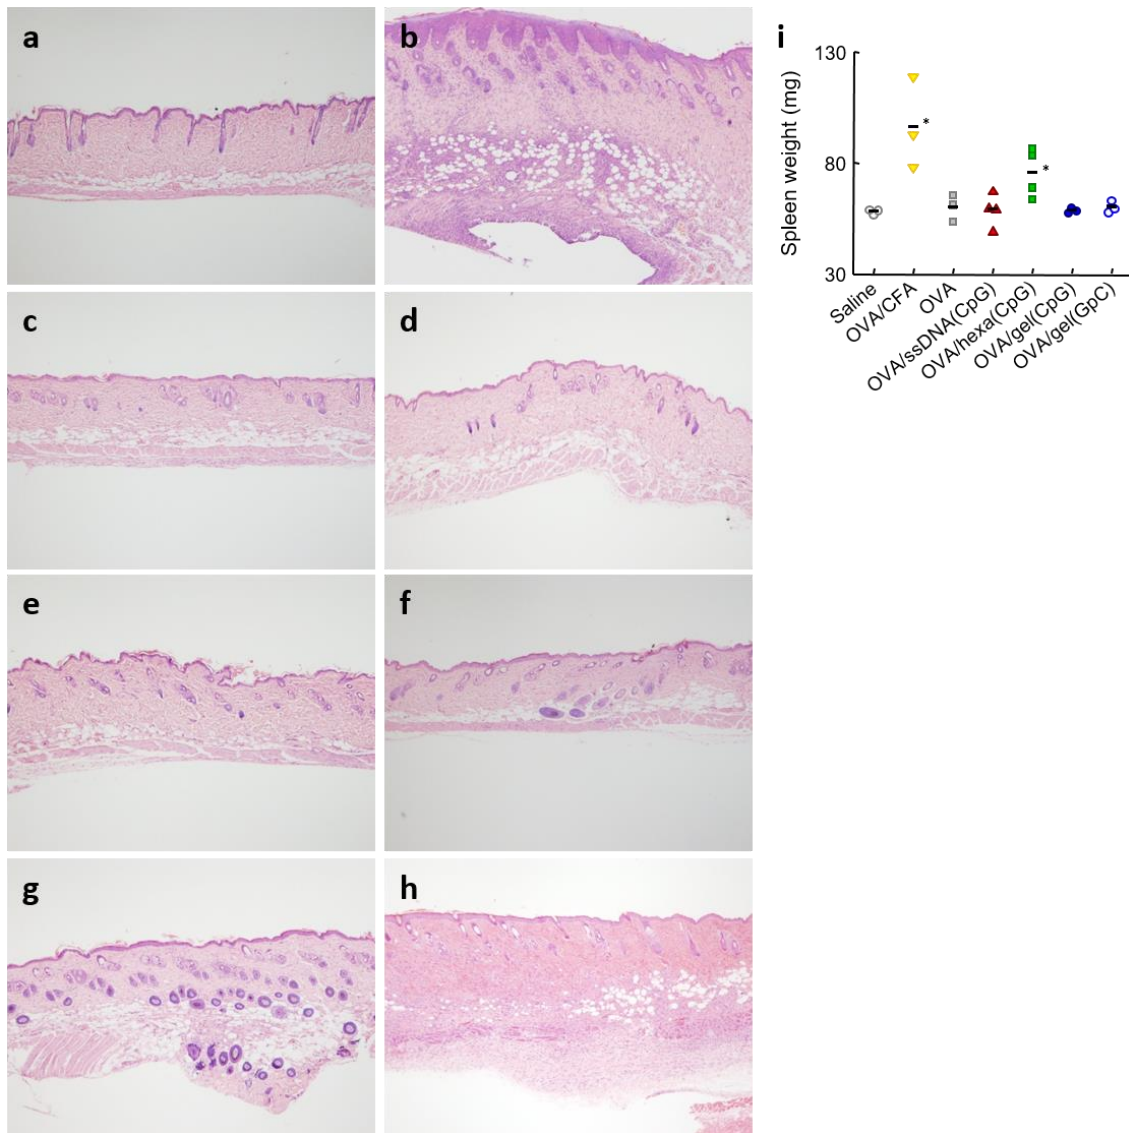 a
b
i
c
d
e
f
g
h
Spleen weight (mg)
130
80
30
*
*
Saline
OVA/CFA
OVA
OVA/ssDNA(CpG)
OVA/hexa(CpG)
OVA/gel(CpG)
OVA/gel(GpC)